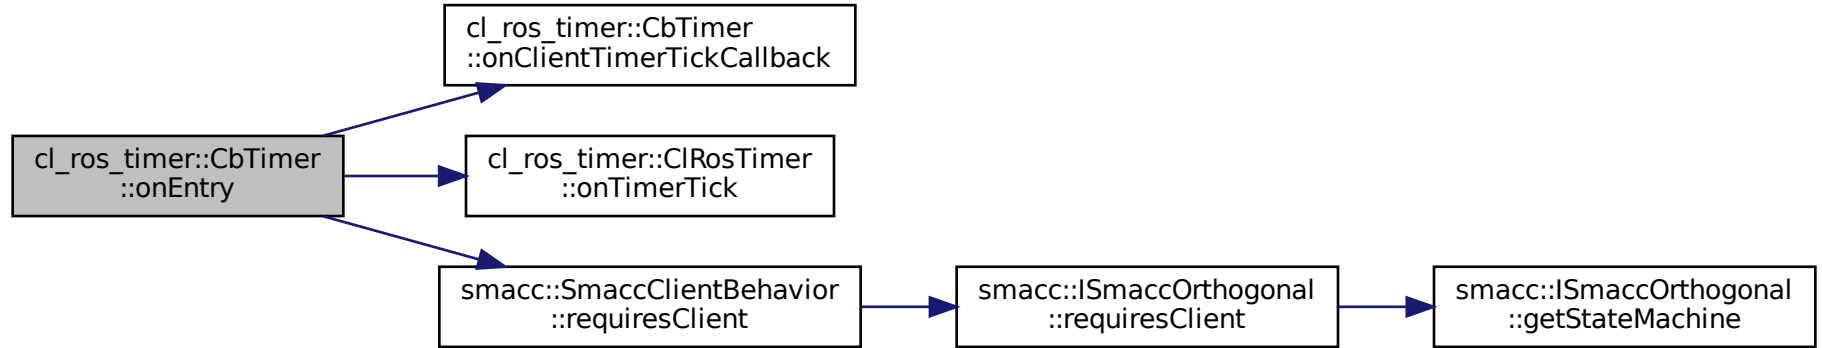 cl_ros_timer::CbTimer
::onClientTimerTickCallback
cl_ros_timer::CbTimer
::onEntry
cl_ros_timer::ClRosTimer
::onTimerTick
smacc::SmaccClientBehavior
::requiresClient
smacc::ISmaccOrthogonal
::requiresClient
smacc::ISmaccOrthogonal
::getStateMachine